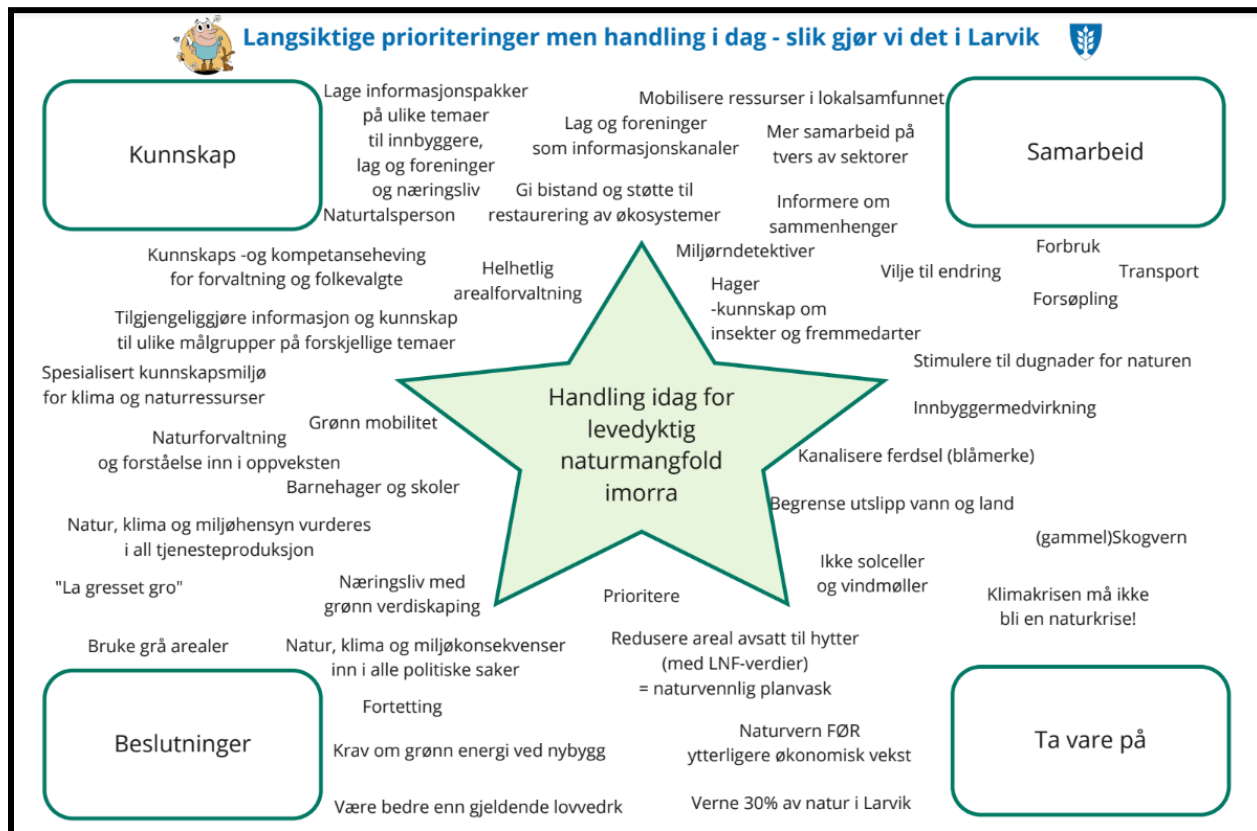 Langsiktige prioriteringer men handling i dag - slik gjør vi det i Larvik
Kunnskap
Lage informasjonspakker
på ulike temaer
til innbyggere,
lag og foreninger
og næringsliv
Naturtalsperson
Lag og foreninger
som informasjonskanaler
Gi bistand og støtte til
restaurering av økosystemer
Mobilisere ressurser i lokalsamfunnet
Mer samarbeid på
tvers av sektorer
Informere om
sammenhenger
Samarbeid
Kunnskaps -og kompetanseheving
for forvaltning og folkevalgte
Helhetlig
arealforvaltning
Miljørndetektiver
Hager
-kunnskap om
insekter og fremmedarter
Vilje til endring
Forbruk
Transport
Forsøpling
Tilgjengeliggjøre informasjon og kunnskap
til ulike målgrupper på forskjellige temaer
Spesialisert kunnskapsmiljø
for klima og naturressurser
Grønn mobilitet
Naturforvaltning
og forståelse inn i oppveksten
Barnehager og skoler
Handling idag for
levedyktig
naturmangfold
imorra
Stimulere til dugnader for naturen
Innbyggermedvirkning
Kanalisere ferdsel (blåmerke)
Begrense utslipp vann og land
(gammel)Skogvern
Natur, klima og miljøhensyn vurderes
i all tjenesteproduksjon
"La gresset gro"
Næringsliv med
grønn verdiskaping
Prioritere
Ikke solceller
og vindmøller
Klimakrisen må ikke
bli en naturkrise!
Bruke grå arealer
Natur, klima og miljøkonsekvenser
inn i alle politiske saker
Redusere areal avsatt til hytter
(med LNF-verdier)
= naturvennlig planvask
Beslutninger
Fortetting
Krav om grønn energi ved nybygg
Være bedre enn gjeldende lovvedrk
Naturvern FØR
ytterligere økonomisk vekst
Verne 30% av natur i Larvik
Ta vare på